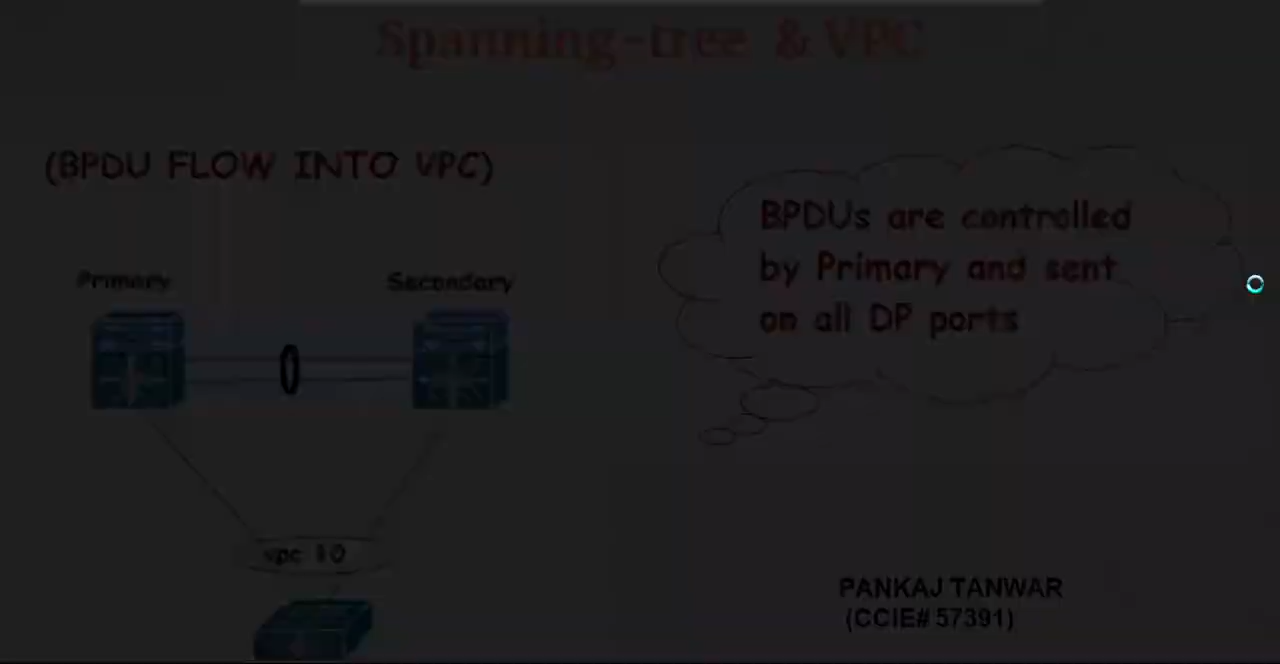 Spanning-tree & VPC
(BPDU FLOW INTO VPC)
BPDUs are controlled
by Primary and sent
on all DP ports
Primary
Secondary
vpc 10
PANKAJ TANWAR
(CCIE# 57391)